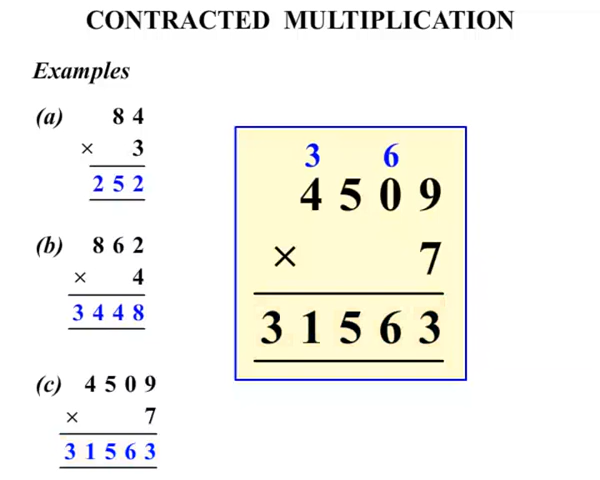 CONTRACTED MULTIPLICATION
Examples
(a) 8 4
× 3
2 5 2
(b) 8 6 2
× 4
3 4 4 8
(c) 4 5 0 9
× 7
3 1 5 6 3
3 6
4 5 0 9
× 7
3 1 5 6 3